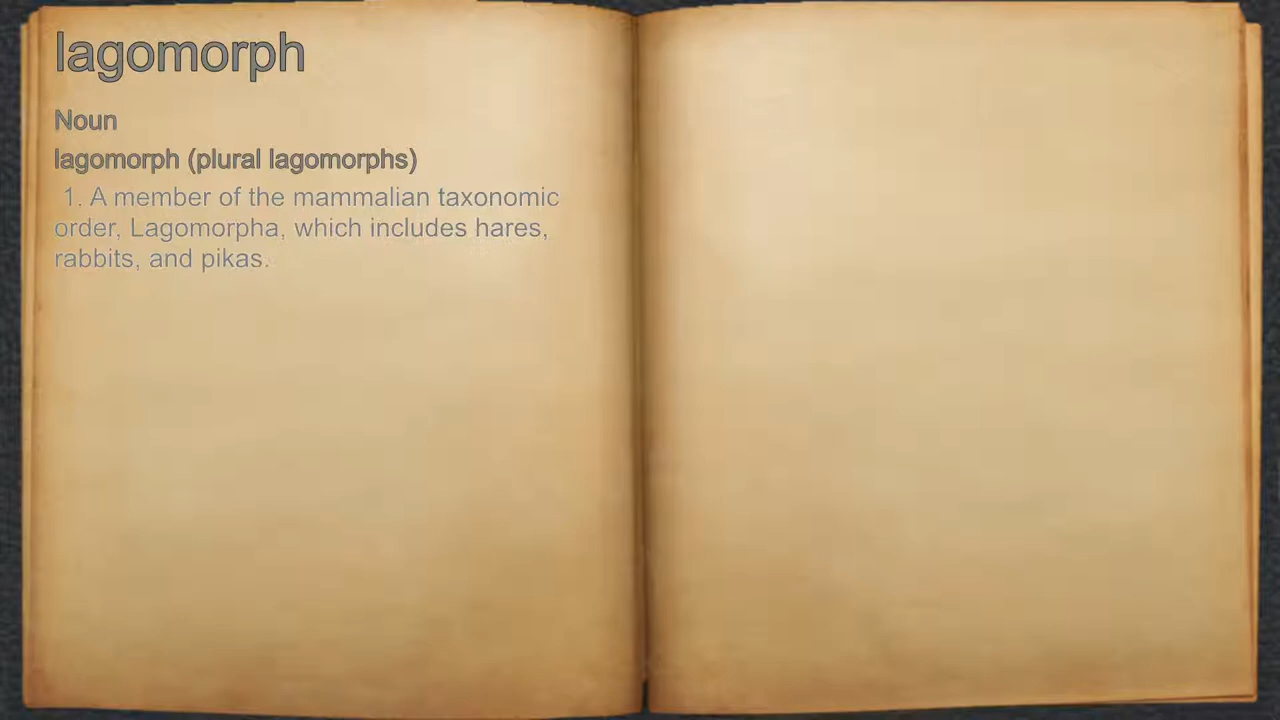 lagomorph
Noun
lagomorph (plural lagomorphs)
1. A member of the mammalian taxonomic
order, Lagomorpha, which includes hares,
rabbits, and pikas.